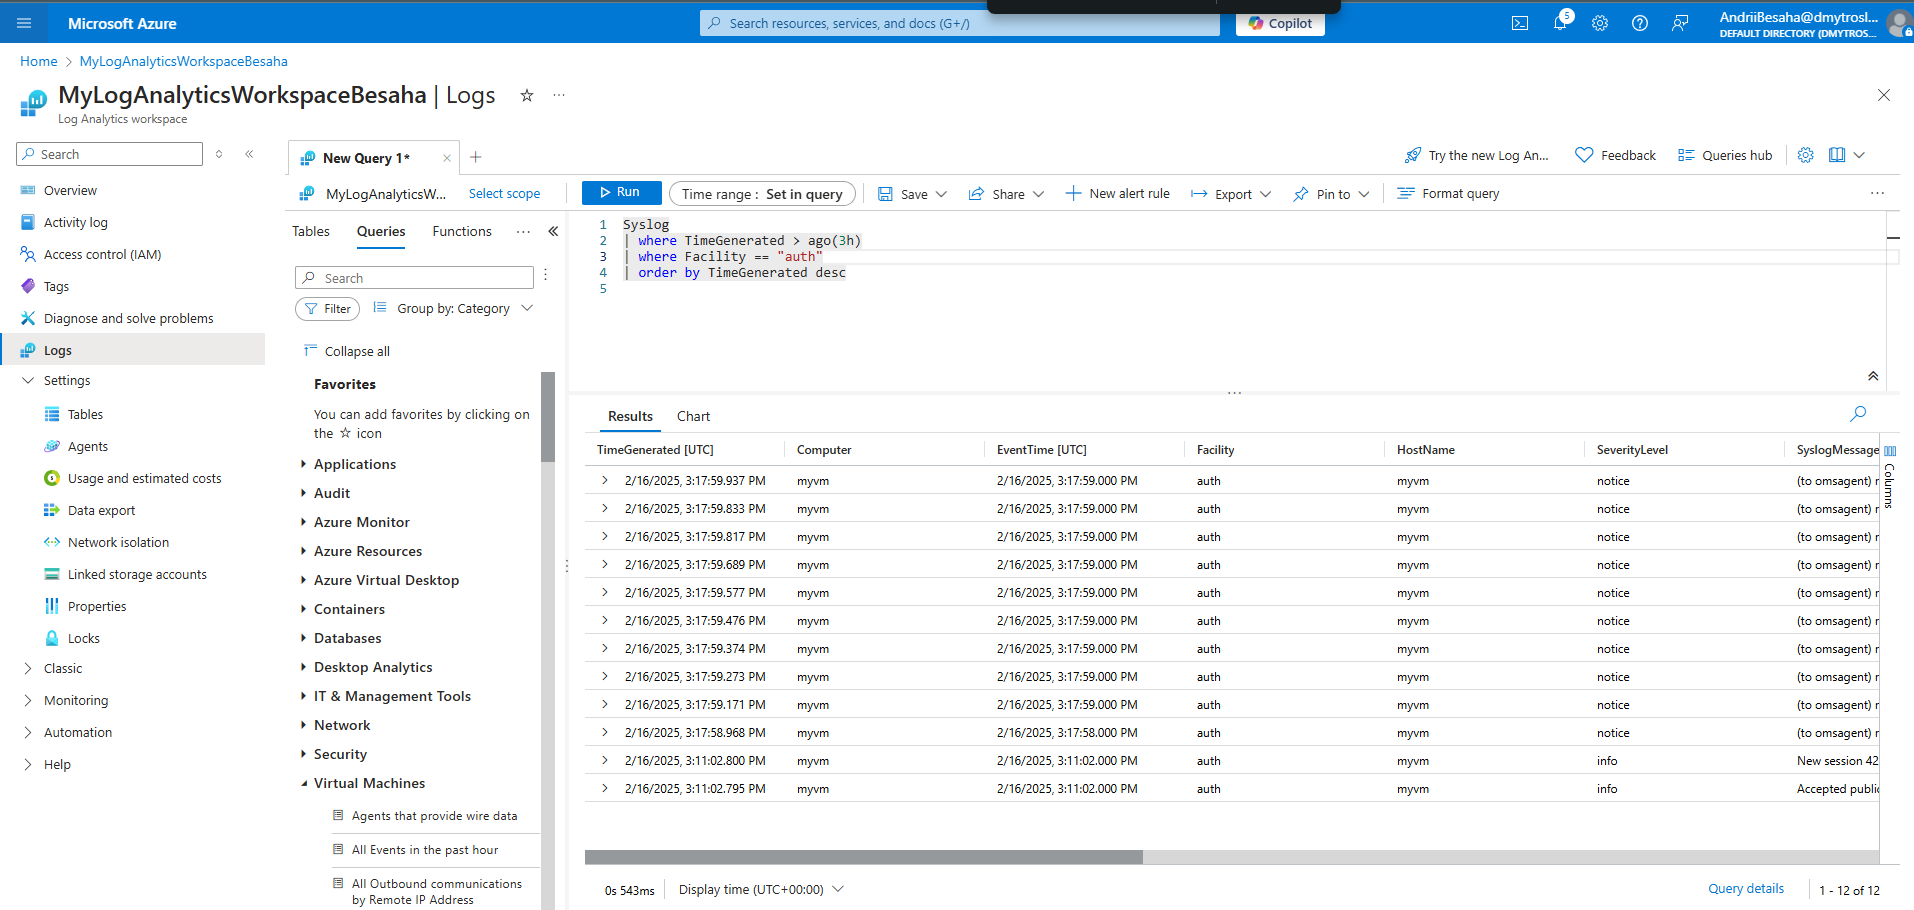 Microsoft Azure
Search resources, services, and docs (G+/)
Copilot
5
AndriiBesaha@dmytrosl...
DEFAULT DIRECTORY (DMYTROS...
Home > MyLogAnalyticsWorkspaceBesaha
MyLogAnalyticsWorkspaceBesaha | Logs
Log Analytics workspace
Search
Overview
Activity log
Access control (IAM)
Tags
Diagnose and solve problems
Logs
Settings
Tables
Agents
Usage and estimated costs
Data export
Network isolation
Linked storage accounts
Properties
Locks
Classic
Monitoring
Automation
Help
New Query 1*
Try the new Log An...
Feedback
Queries hub
MyLogAnalyticsW...
Select scope
Run
Time range : Set in query
Save
Share
New alert rule
Export
Pin to
Format query
Tables Queries Functions
Search
Filter
Group by: Category
Collapse all
Favorites
You can add favorites by clicking on
the ☆ icon
Applications
Audit
Azure Monitor
Azure Resources
Azure Virtual Desktop
Containers
Databases
Desktop Analytics
IT & Management Tools
Network
Security
Virtual Machines
Agents that provide wire data
All Events in the past hour
All Outbound communications
by Remote IP Address
1 Syslog
2 | where TimeGenerated > ago(3h)
3 | where Facility == "auth"
4 | order by TimeGenerated desc
5
Results Chart
TimeGenerated [UTC] Computer EventTime [UTC] Facility HostName SeverityLevel SyslogMessage
2/16/2025, 3:17:59.937 PM myvm 2/16/2025, 3:17:59.000 PM auth myvm notice (to omsagent) r
2/16/2025, 3:17:59.833 PM myvm 2/16/2025, 3:17:59.000 PM auth myvm notice (to omsagent) r
2/16/2025, 3:17:59.817 PM myvm 2/16/2025, 3:17:59.000 PM auth myvm notice (to omsagent) r
2/16/2025, 3:17:59.689 PM myvm 2/16/2025, 3:17:59.000 PM auth myvm notice (to omsagent) r
2/16/2025, 3:17:59.577 PM myvm 2/16/2025, 3:17:59.000 PM auth myvm notice (to omsagent) r
2/16/2025, 3:17:59.476 PM myvm 2/16/2025, 3:17:59.000 PM auth myvm notice (to omsagent) r
2/16/2025, 3:17:59.374 PM myvm 2/16/2025, 3:17:59.000 PM auth myvm notice (to omsagent) r
2/16/2025, 3:17:59.273 PM myvm 2/16/2025, 3:17:59.000 PM auth myvm notice (to omsagent) r
2/16/2025, 3:17:59.171 PM myvm 2/16/2025, 3:17:59.000 PM auth myvm notice (to omsagent) r
2/16/2025, 3:17:58.968 PM myvm 2/16/2025, 3:17:58.000 PM auth myvm notice (to omsagent) r
2/16/2025, 3:11:02.800 PM myvm 2/16/2025, 3:11:02.000 PM auth myvm info New session 42
2/16/2025, 3:11:02.795 PM myvm 2/16/2025, 3:11:02.000 PM auth myvm info Accepted public
Columns
0s 543ms
Display time (UTC+00:00)
Query details
1 - 12 of 12